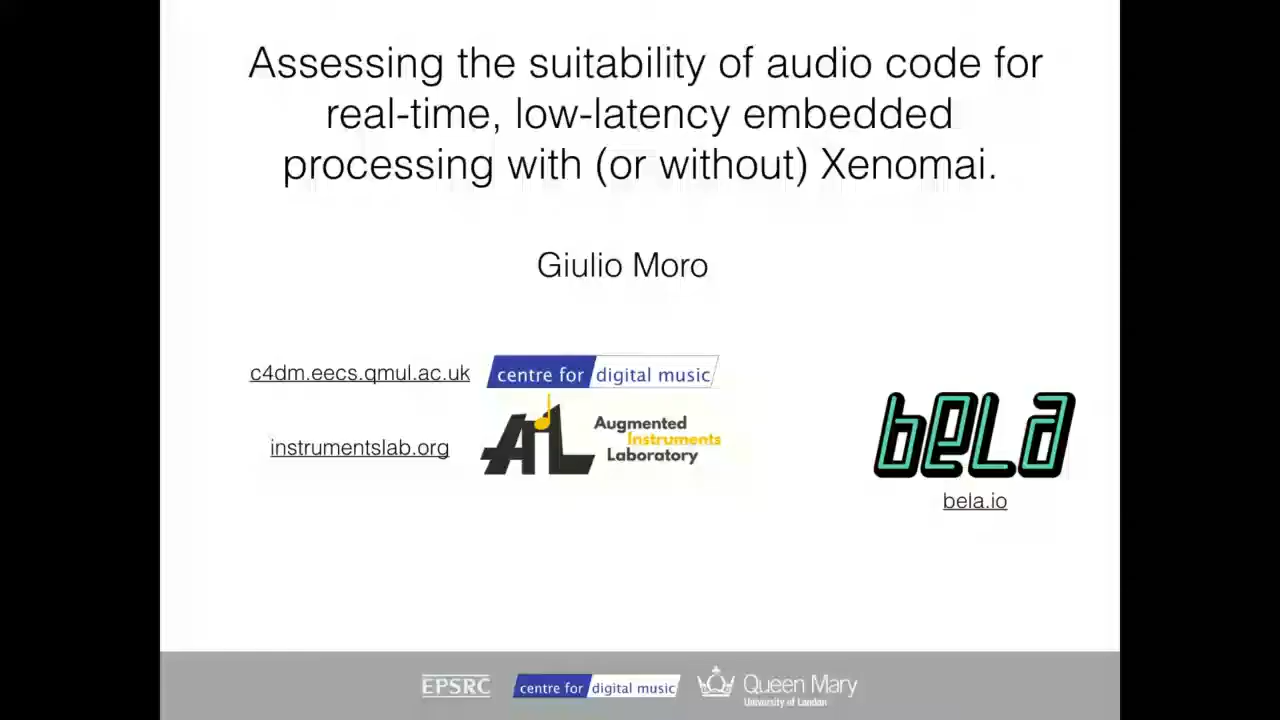 Assessing the suitability of audio code for
real-time, low-latency embedded
processing with (or without) Xenomai.
Giulio Moro
c4dm.eecs.qmul.ac.uk
centre for digital music
AIL
Augmented
Instruments
Laboratory
instrumentslab.org
bela
bela.io
EPSRC
centre for digital music
Queen Mary
University of London